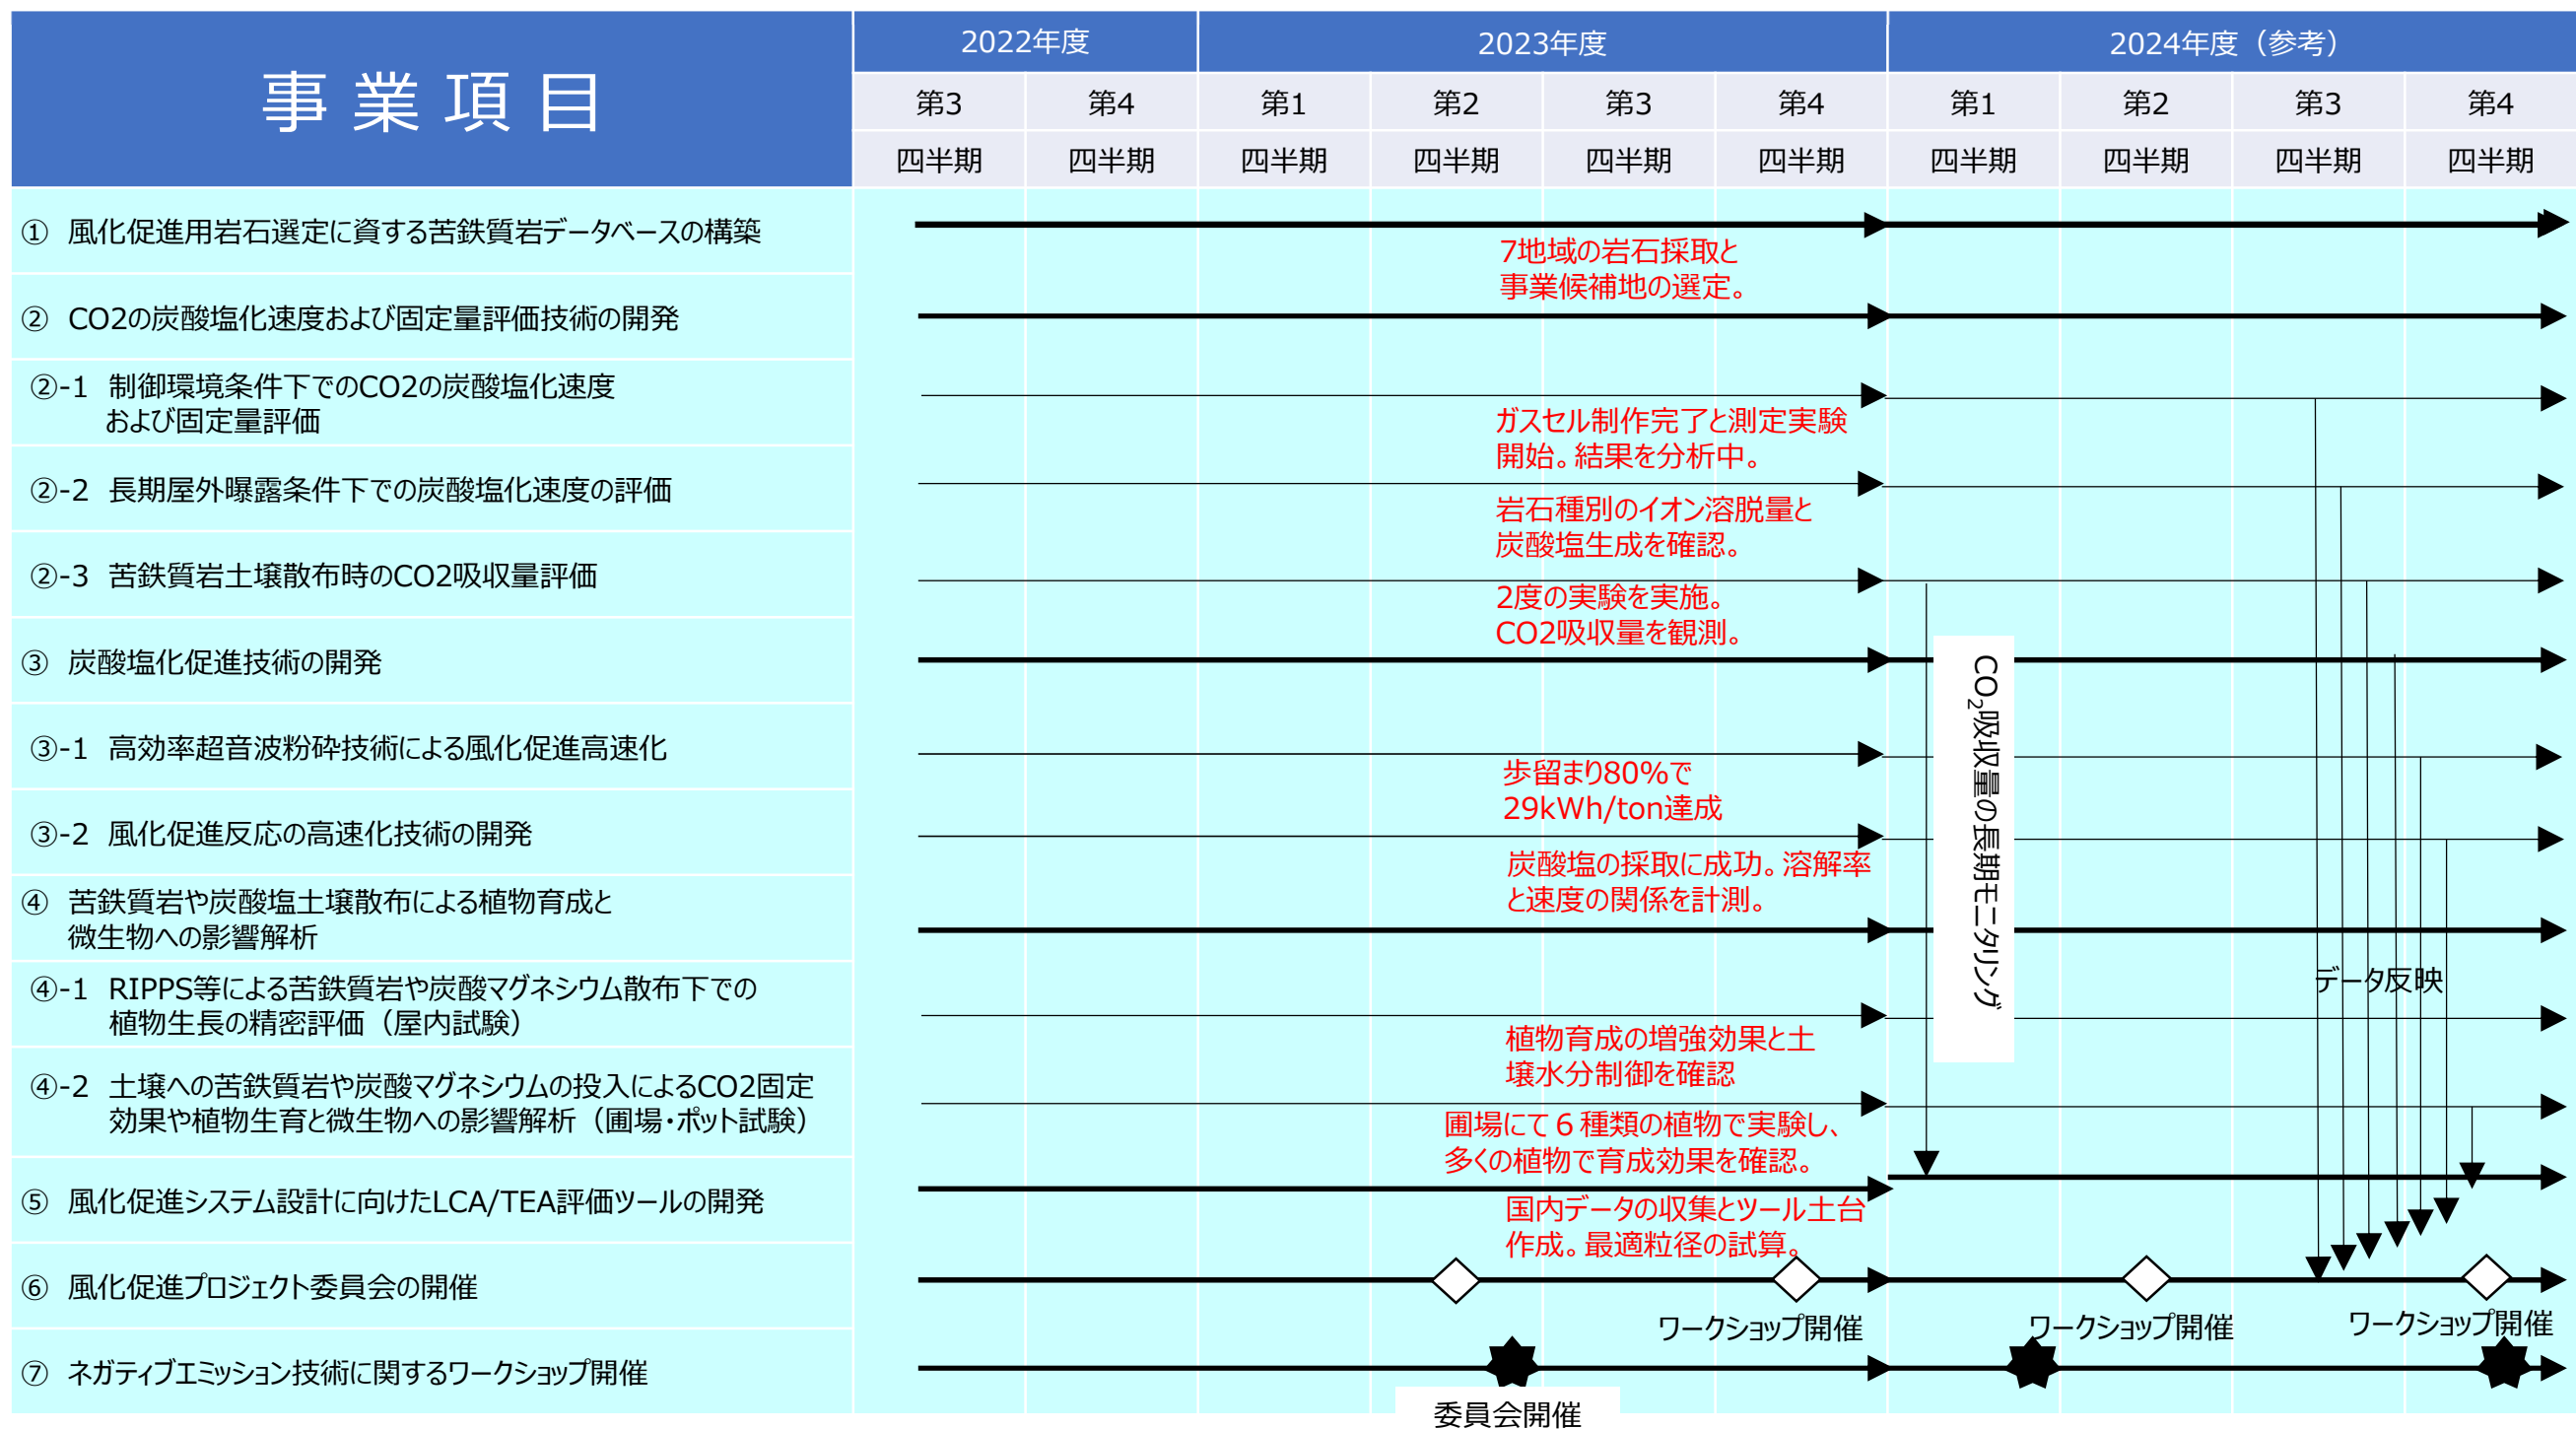 事業項目
2022年度
2023年度
2024年度（参考）
第3
第4
第1
第2
第3
第4
第1
第2
第3
第4
四半期
四半期
四半期
四半期
四半期
四半期
四半期
四半期
四半期
四半期
① 風化促進用岩石選定に資する苦鉄質岩データベースの構築
7地域の岩石採取と
事業候補地の選定。
② CO2の炭酸塩化速度および固定量評価技術の開発
②-1 制御環境条件下でのCO2の炭酸塩化速度
および固定量評価
ガスセル制作完了と測定実験
開始。結果を分析中。
②-2 長期屋外曝露条件下での炭酸塩化速度の評価
岩石種別のイオン溶脱量と
炭酸塩生成を確認。
②-3 苦鉄質岩土壌散布時のCO2吸収量評価
2度の実験を実施。
CO2吸収量を観測。
③ 炭酸塩化促進技術の開発
CO₂吸収量の長期モニタリング
③-1 高効率超音波粉砕技術による風化促進高速化
歩留まり80%で
29kWh/ton達成
③-2 風化促進反応の高速化技術の開発
炭酸塩の採取に成功。溶解率
と速度の関係を計測。
④ 苦鉄質岩や炭酸塩土壌散布による植物育成と
微生物への影響解析
データ反映
④-1 RIPPS等による苦鉄質岩や炭酸マグネシウム散布下での
植物生長の精密評価（屋内試験）
植物育成の増強効果と土
壌水分制御を確認
④-2 土壌への苦鉄質岩や炭酸マグネシウムの投入によるCO2固定
効果や植物生育と微生物への影響解析（圃場・ポット試験）
圃場にて６種類の植物で実験し、
多くの植物で育成効果を確認。
⑤ 風化促進システム設計に向けたLCA/TEA評価ツールの開発
国内データの収集とツール土台
作成。最適粒径の試算。
⑥ 風化促進プロジェクト委員会の開催
ワークショップ開催
ワークショップ開催
ワークショップ開催
⑦ ネガティブエミッション技術に関するワークショップ開催
委員会開催